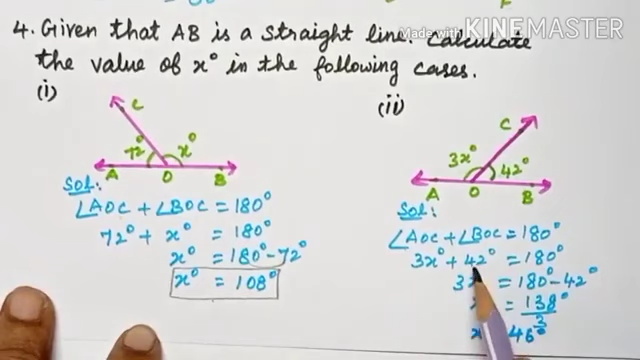 Made with KINEMASTER
4. Given that AB is a straight line. Calculate
the value of x° in the following cases.
(i)
C
72° x°
A O B
Sol:
∠AOC + ∠BOC = 180°
72° + x° = 180°
x° = 180° - 72°
x° = 108°
(ii)
C
3x° 42°
A O B
Sol:
∠AOC + ∠BOC = 180°
3x° + 42° = 180°
= 180° - 42°
= 138°
3
46°